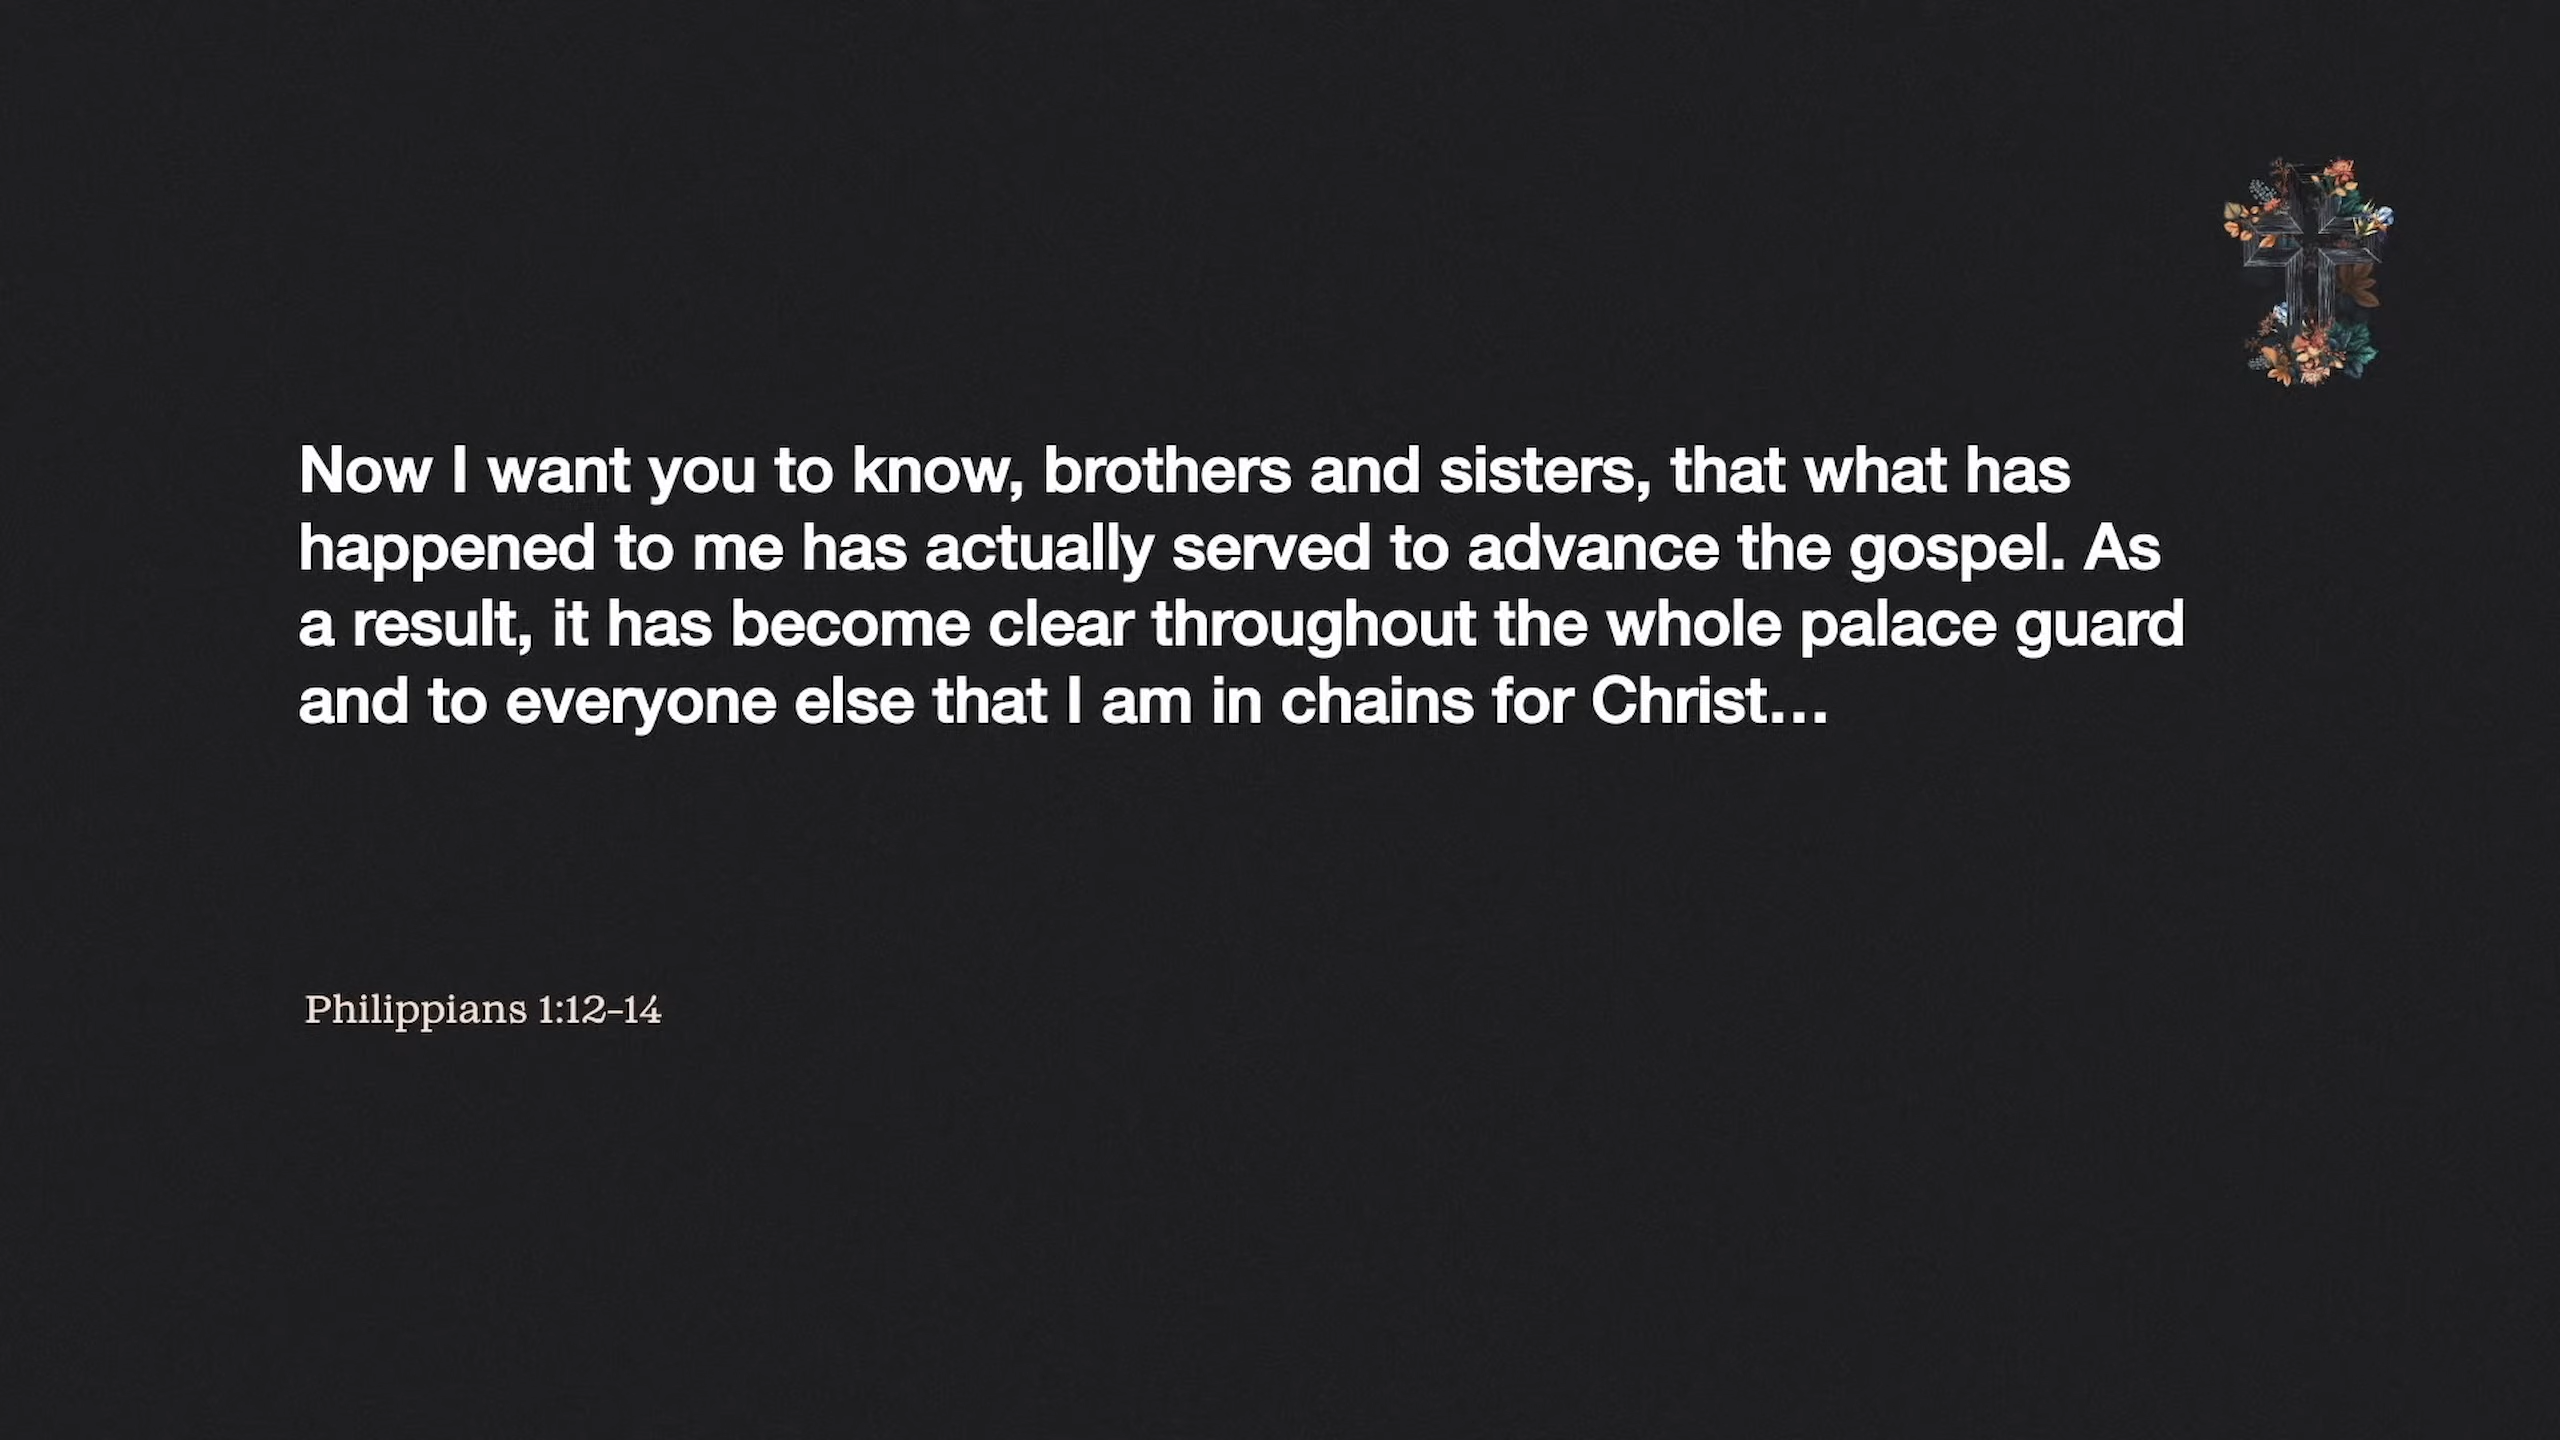 Now I want you to know, brothers and sisters, that what has
happened to me has actually served to advance the gospel. As
a result, it has become clear throughout the whole palace guard
and to everyone else that I am in chains for Christ…
Philippians 1:12-14